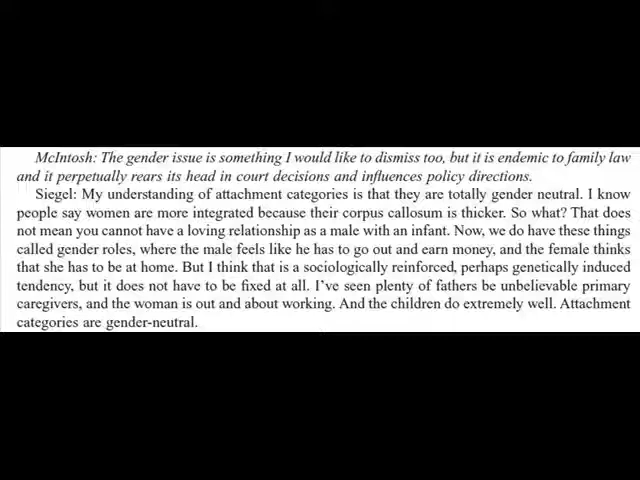 McIntosh: The gender issue is something I would like to dismiss too, but it is endemic to family law
and it perpetually rears its head in court decisions and influences policy directions.
Siegel: My understanding of attachment categories is that they are totally gender neutral. I know
people say women are more integrated because their corpus callosum is thicker. So what? That does
not mean you cannot have a loving relationship as a male with an infant. Now, we do have these things
called gender roles, where the male feels like he has to go out and earn money, and the female thinks
that she has to be at home. But I think that is a sociologically reinforced, perhaps genetically induced
tendency, but it does not have to be fixed at all. I’ve seen plenty of fathers be unbelievable primary
caregivers, and the woman is out and about working. And the children do extremely well. Attachment
categories are gender-neutral.